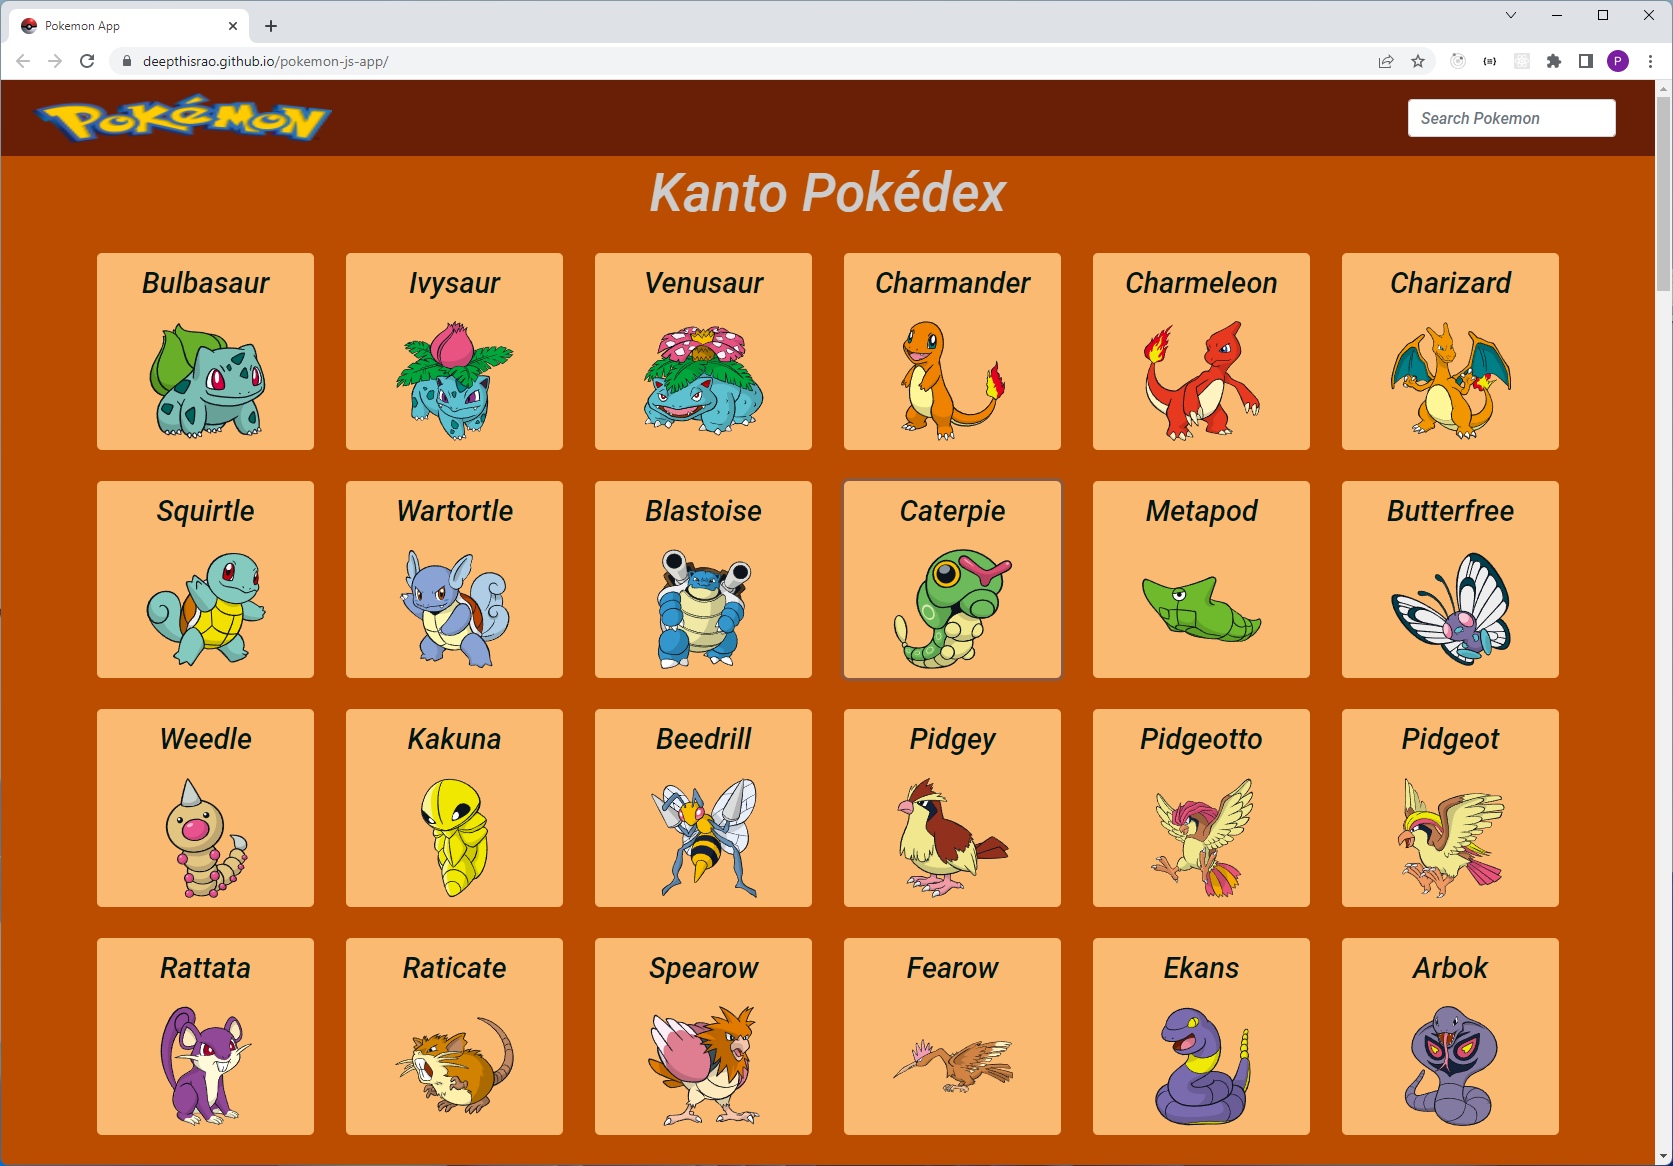 Pokemon App
deepthisrao.github.io/pokemon-js-app/
{≡}
P
POKéMON
Search Pokemon
Kanto Pokédex
Bulbasaur
Ivysaur
Venusaur
Charmander
Charmeleon
Charizard
Squirtle
Wartortle
Blastoise
Caterpie
Metapod
Butterfree
Weedle
Kakuna
Beedrill
Pidgey
Pidgeotto
Pidgeot
Rattata
Raticate
Spearow
Fearow
Ekans
Arbok